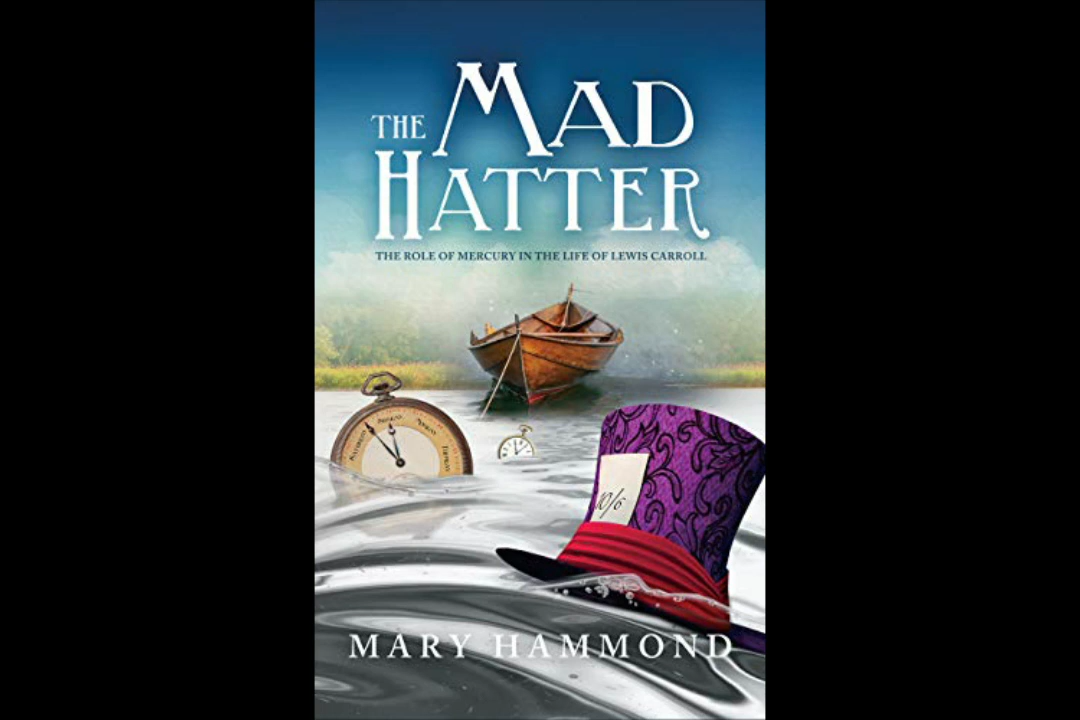 THE MAD
HATTER
THE ROLE OF MERCURY IN THE LIFE OF LEWIS CARROLL
10/6
MARY HAMMOND